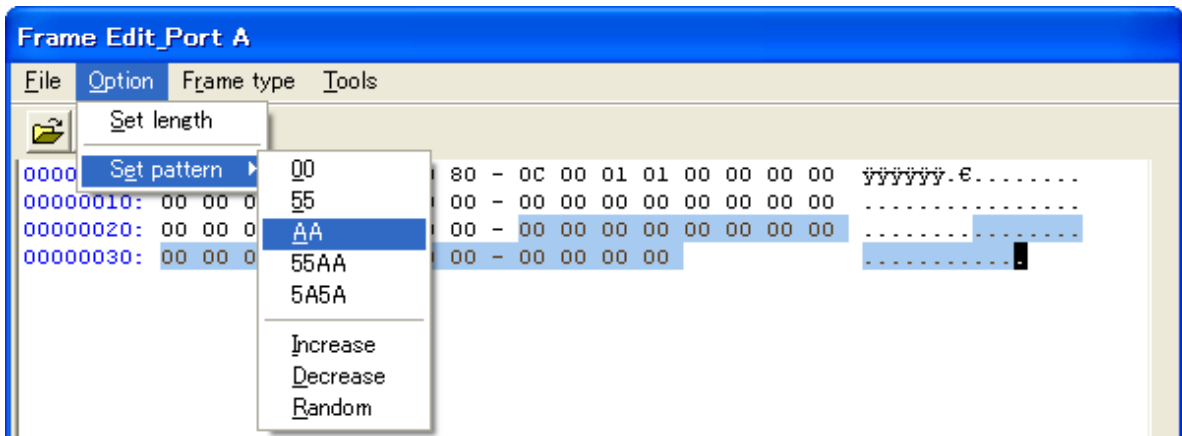 Frame Edit_Port A
File Option Frame type Tools
Set length
Set pattern
00
55
AA
55AA
5A5A
Increase
Decrease
Random
0000 80 - 0C 00 01 01 00 00 00 00 ÿÿÿÿÿÿ.€........
00000010: 00 00 0 00 - 00 00 00 00 00 00 00 00 ................
00000020: 00 00 0 00 - 00 00 00 00 00 00 00 00 ................
00000030: 00 00 0 00 - 00 00 00 00 ............